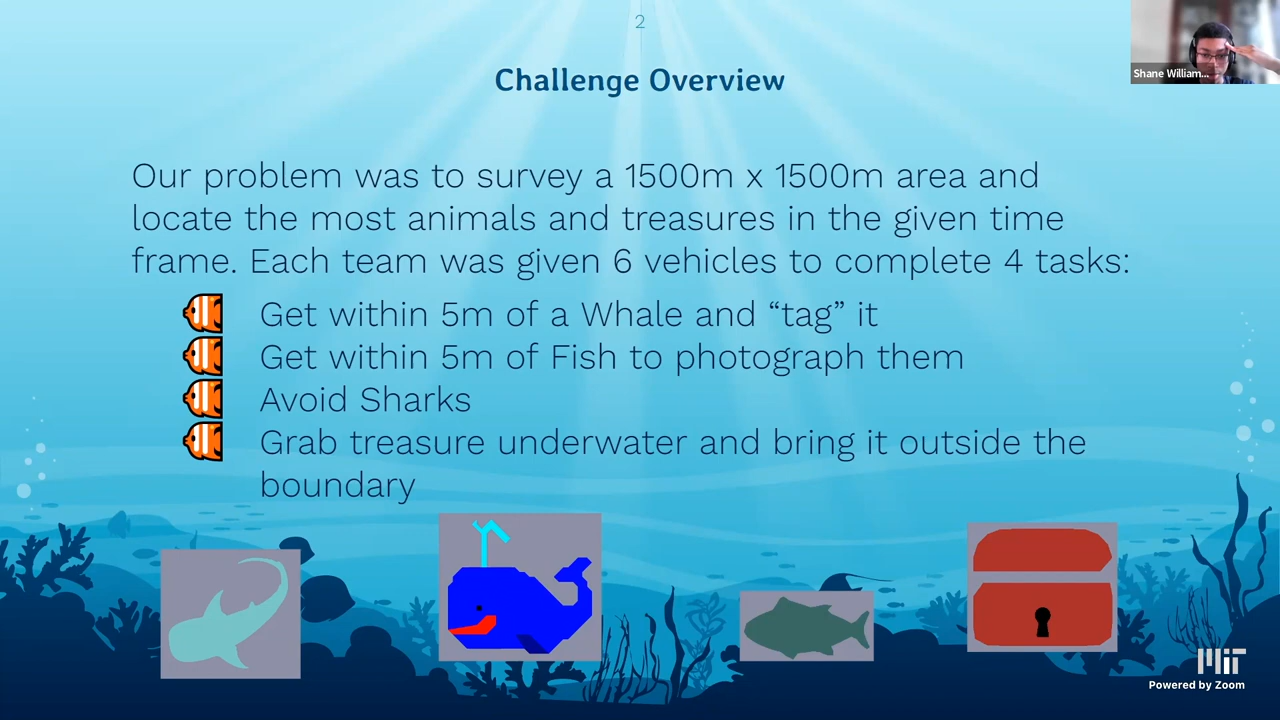 2
Challenge Overview
Shane William...
Our problem was to survey a 1500m x 1500m area and
locate the most animals and treasures in the given time
frame. Each team was given 6 vehicles to complete 4 tasks:
Get within 5m of a Whale and “tag” it
Get within 5m of Fish to photograph them
Avoid Sharks
Grab treasure underwater and bring it outside the
boundary
MIT
Powered by Zoom